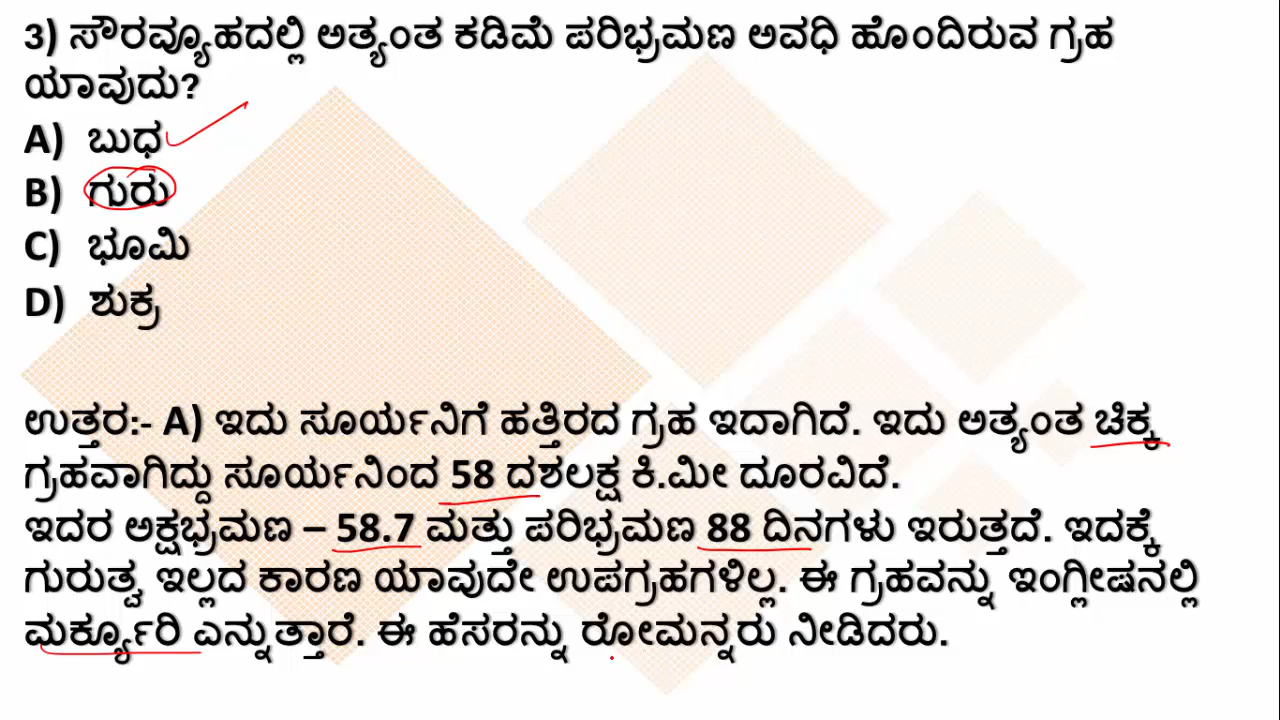 3) ಸೌರವ್ಯೂಹದಲ್ಲಿ ಅತ್ಯಂತ ಕಡಿಮೆ ಪರಿಭ್ರಮಣ ಅವಧಿ ಹೊಂದಿರುವ ಗ್ರಹ
ಯಾವುದು?
A) ಬುಧ
B) ಗುರು
C) ಭೂಮಿ
D) ಶುಕ್ರ
ಉತ್ತರ:- A) ಇದು ಸೂರ್ಯನಿಗೆ ಹತ್ತಿರದ ಗ್ರಹ ಇದಾಗಿದೆ. ಇದು ಅತ್ಯಂತ ಚಿಕ್ಕ
ಗ್ರಹವಾಗಿದ್ದು ಸೂರ್ಯನಿಂದ 58 ದಶಲಕ್ಷ ಕಿ.ಮೀ ದೂರವಿದೆ.
ಇದರ ಅಕ್ಷಭ್ರಮಣ – 58.7 ಮತ್ತು ಪರಿಭ್ರಮಣ 88 ದಿನಗಳು ಇರುತ್ತದೆ. ಇದಕ್ಕೆ
ಗುರುತ್ವ ಇಲ್ಲದ ಕಾರಣ ಯಾವುದೇ ಉಪಗ್ರಹಗಳಿಲ್ಲ. ಈ ಗ್ರಹವನ್ನು ಇಂಗ್ಲೀಷನಲ್ಲಿ
ಮರ್ಕ್ಯೂರಿ ಎನ್ನುತ್ತಾರೆ. ಈ ಹೆಸರನ್ನು ರೋಮನ್ನರು ನೀಡಿದರು.